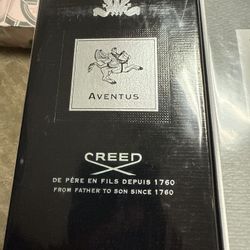 AVENTUS
CREED
DE PÈRE EN FILS DEPUIS 1760
FROM FATHER TO SON SINCE 1760